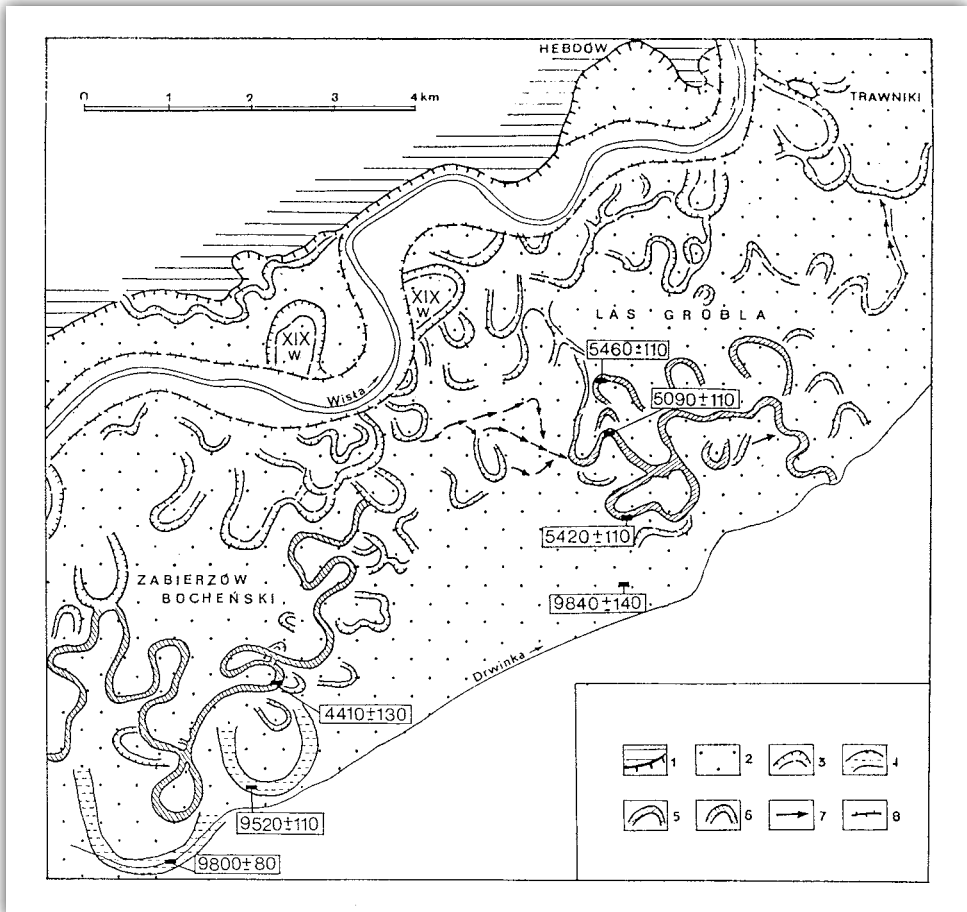 HEBDÓW
0 1 2 3 4 km
TRAWNIKI
XIX
W
XIX
W
LAS GROBLA
5460±110
5090±110
Wisła
5420±110
ZABIERZÓW
BOCHEŃSKI
9840±140
Drwinka →
4410±130
9520±110
9800±80
1
2
3
4
5
6
7
8